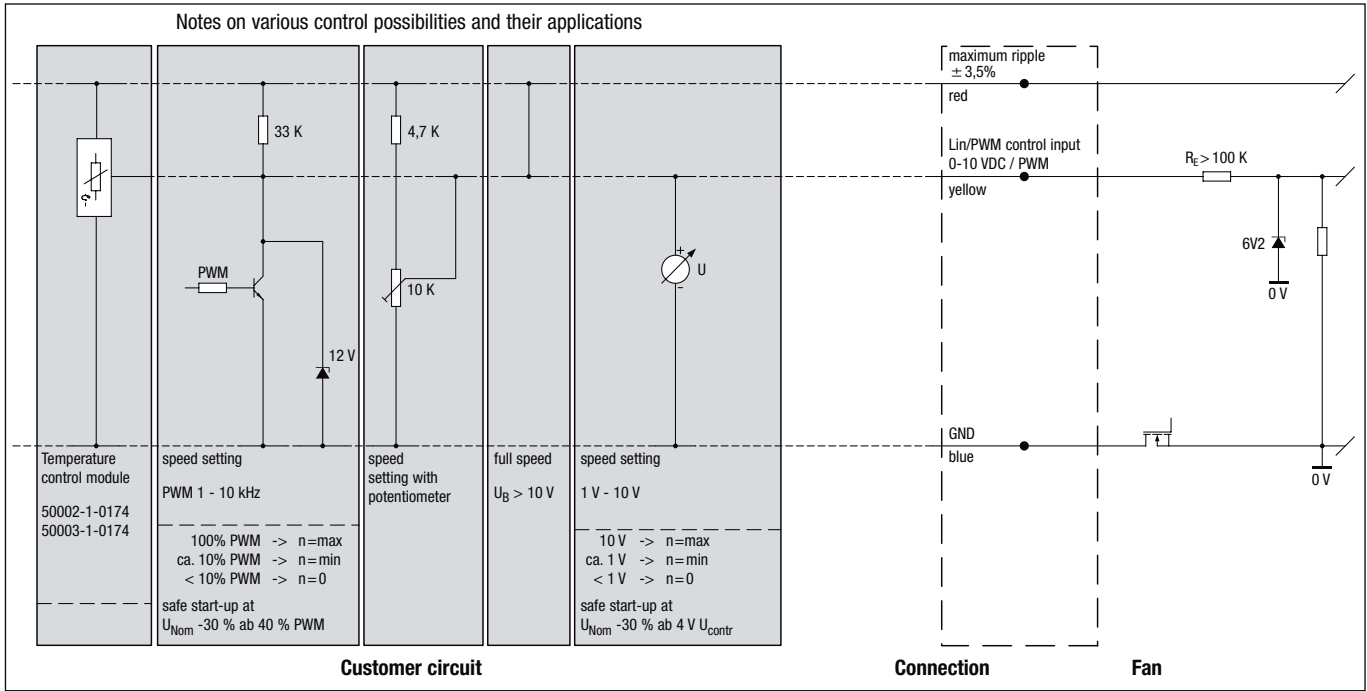 Notes on various control possibilities and their applications
maximum ripple
± 3,5%
red
33 K
4,7 K
Lin/PWM control input
0-10 VDC / PWM
yellow
R_E > 100 K
PWM
10 K
+
U
-
6V2
0 V
12 V
GND
blue
0 V
Temperature
control module
50002-1-0174
50003-1-0174
speed setting
PWM 1 - 10 kHz
100% PWM -> n=max
ca. 10% PWM -> n=min
< 10% PWM -> n=0
safe start-up at
U_Nom -30 % ab 40 % PWM
speed
setting with
potentiometer
full speed
U_B > 10 V
speed setting
1 V - 10 V
10 V -> n=max
ca. 1 V -> n=min
< 1 V -> n=0
safe start-up at
U_Nom -30 % ab 4 V U_contr
Customer circuit
Connection
Fan